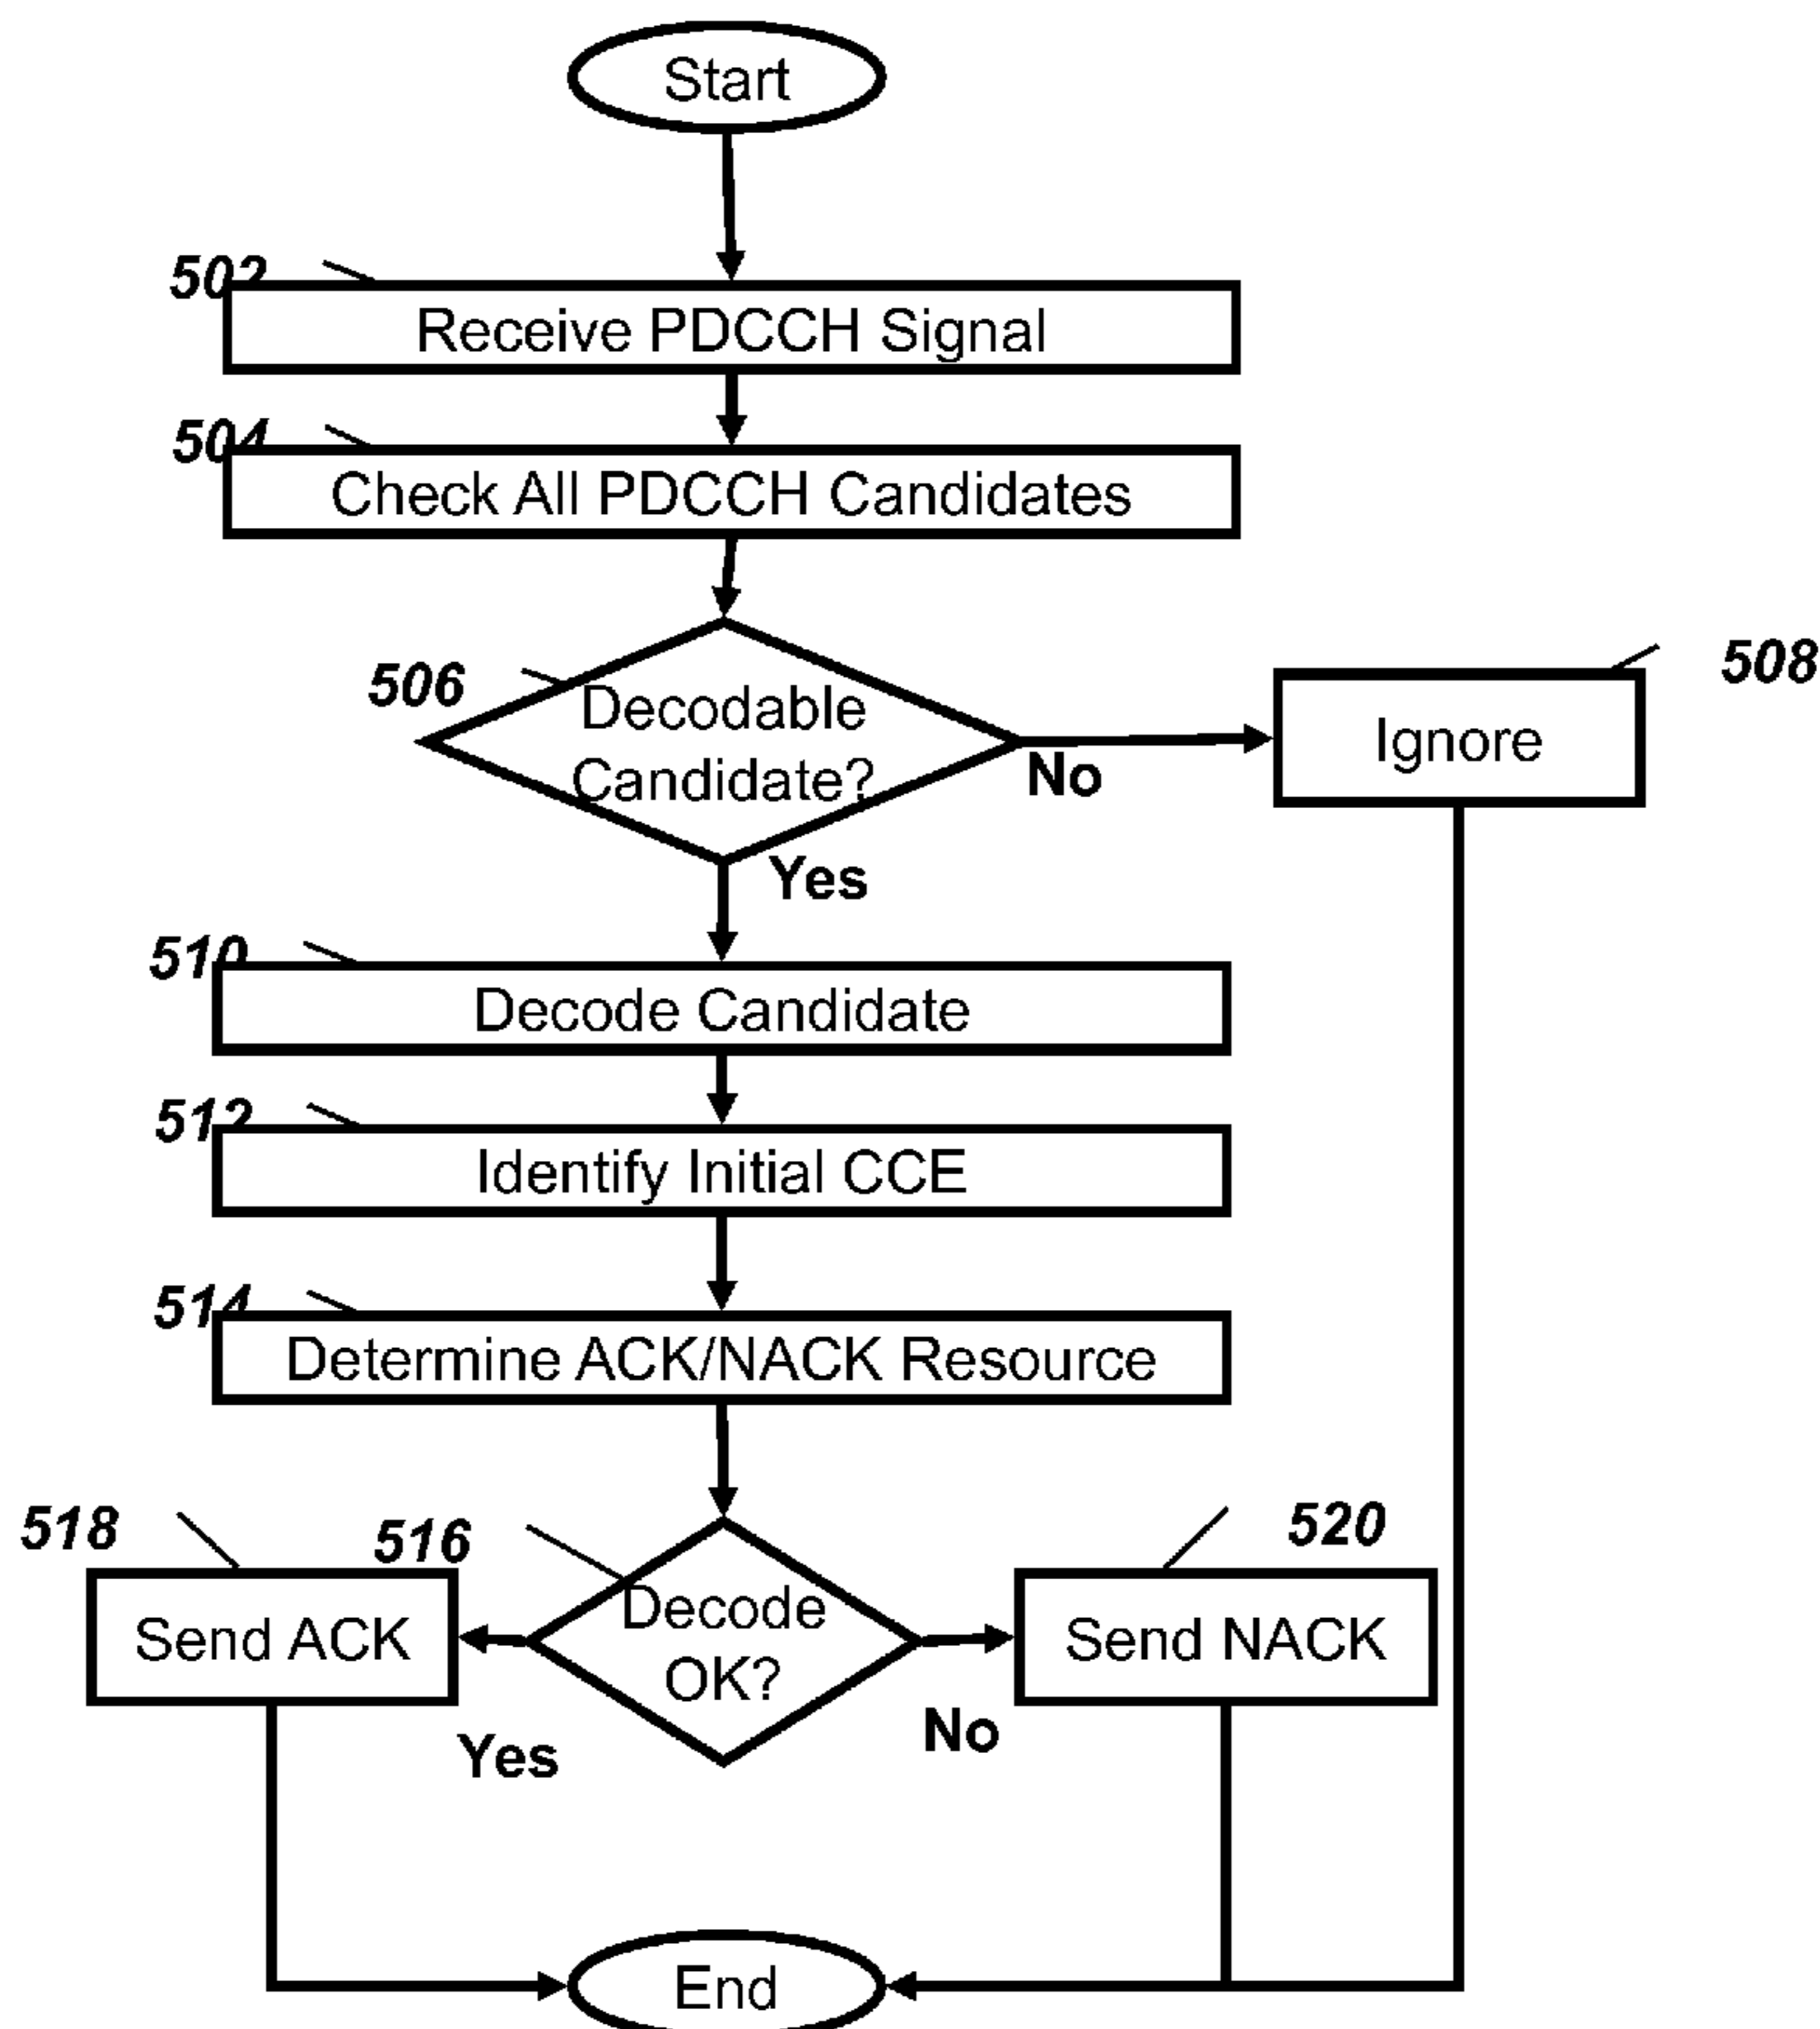 Start
502
Receive PDCCH Signal
504
Check All PDCCH Candidates
506
Decodable
Candidate?
508
Ignore
No
Yes
510
Decode Candidate
512
Identify Initial CCE
514
Determine ACK/NACK Resource
518
516
520
Send ACK
Decode
OK?
Send NACK
Yes
No
End